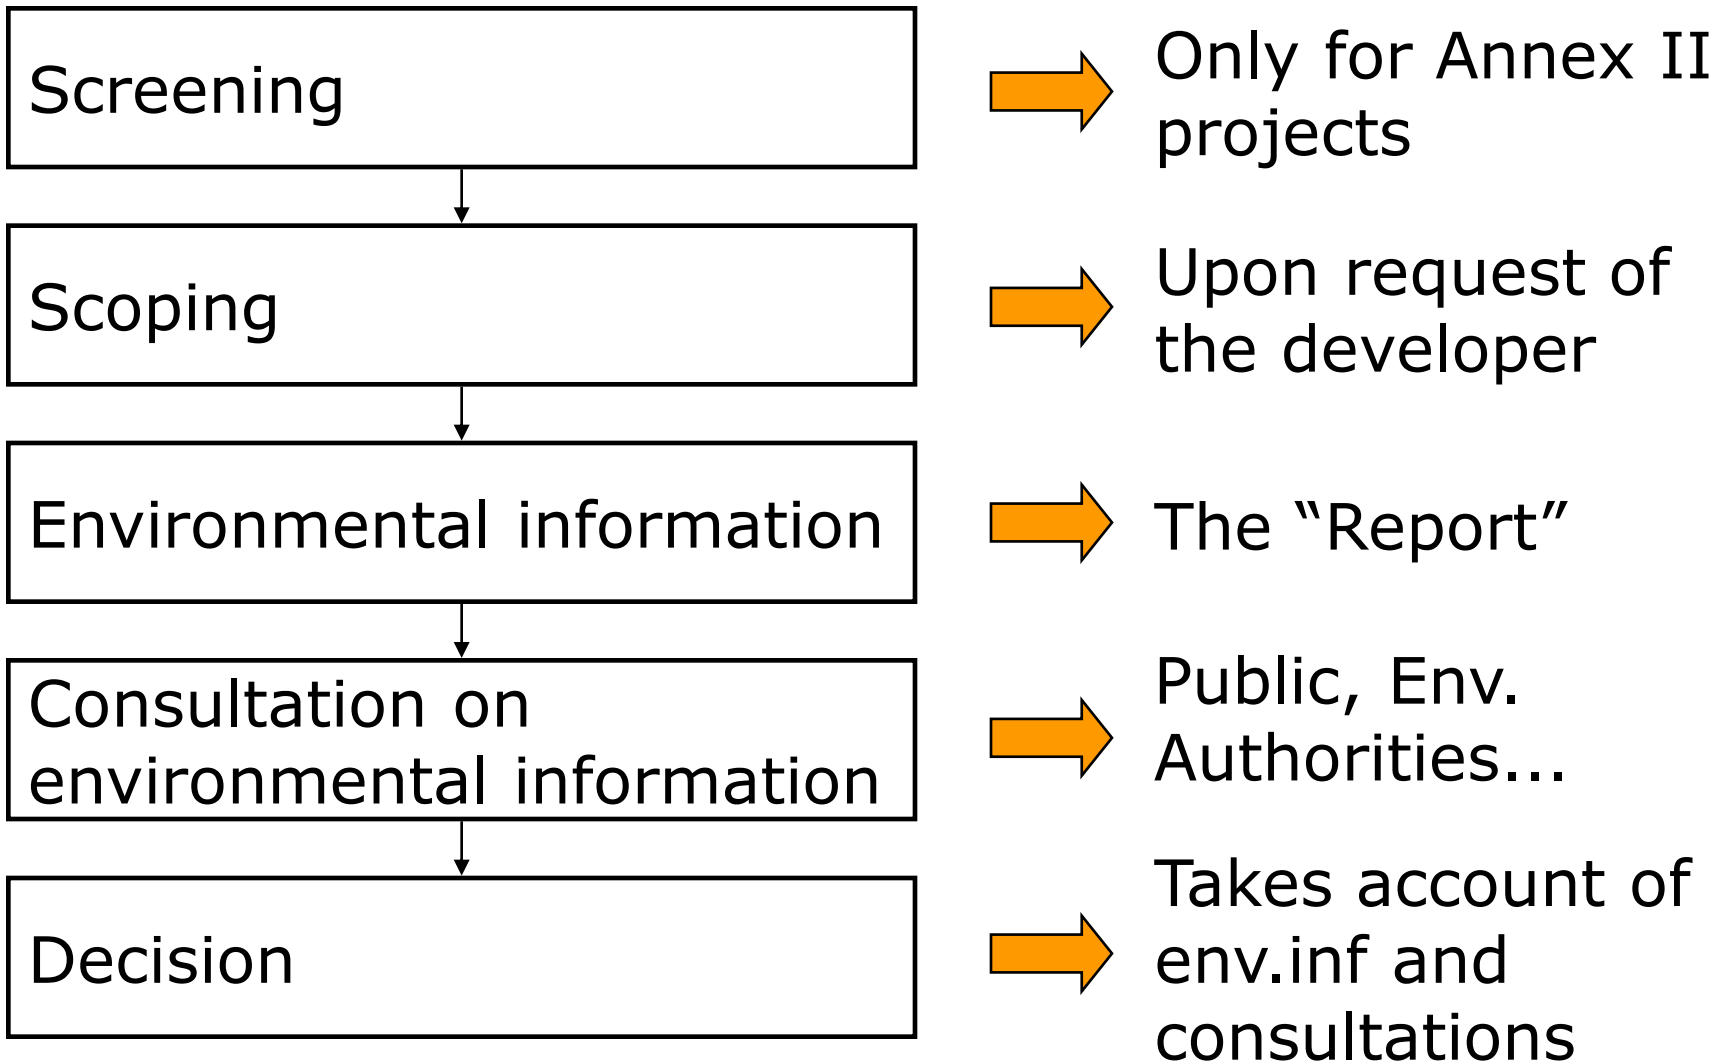 Screening
Only for Annex II
projects
Scoping
Upon request of
the developer
Environmental information
The “Report”
Consultation on
environmental information
Public, Env.
Authorities...
Decision
Takes account of
env.inf and
consultations